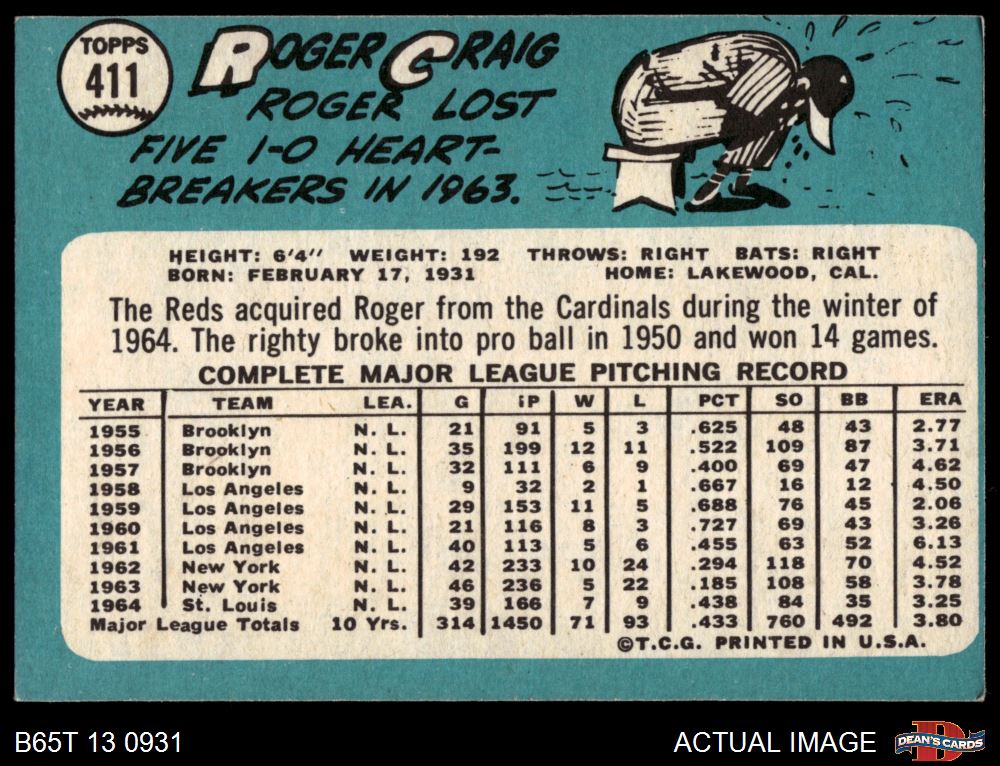 TOPPS
411
ROGER CRAIG
ROGER LOST
FIVE 1-0 HEART-
BREAKERS IN 1963.
HEIGHT: 6'4" WEIGHT: 192 THROWS: RIGHT BATS: RIGHT
BORN: FEBRUARY 17, 1931 HOME: LAKEWOOD, CAL.
The Reds acquired Roger from the Cardinals during the winter of
1964. The righty broke into pro ball in 1950 and won 14 games.
COMPLETE MAJOR LEAGUE PITCHING RECORD
YEAR TEAM LEA. G IP W L PCT SO BB ERA
1955 Brooklyn N. L. 21 91 5 3 .625 48 43 2.77
1956 Brooklyn N. L. 35 199 12 11 .522 109 87 3.71
1957 Brooklyn N. L. 32 111 6 9 .400 69 47 4.62
1958 Los Angeles N. L. 9 32 2 1 .667 16 12 4.50
1959 Los Angeles N. L. 29 153 11 5 .688 76 45 2.06
1960 Los Angeles N. L. 21 116 8 3 .727 69 43 3.26
1961 Los Angeles N. L. 40 113 5 6 .455 63 52 6.13
1962 New York N. L. 42 233 10 24 .294 118 70 4.52
1963 New York N. L. 46 236 5 22 .185 108 58 3.78
1964 St. Louis N. L. 39 166 7 9 .438 84 35 3.25
Major League Totals 10 Yrs. 314 1450 71 93 .433 760 492 3.80
©T.C.G. PRINTED IN U.S.A.
B65T 13 0931 ACTUAL IMAGE DEAN'S CARDS